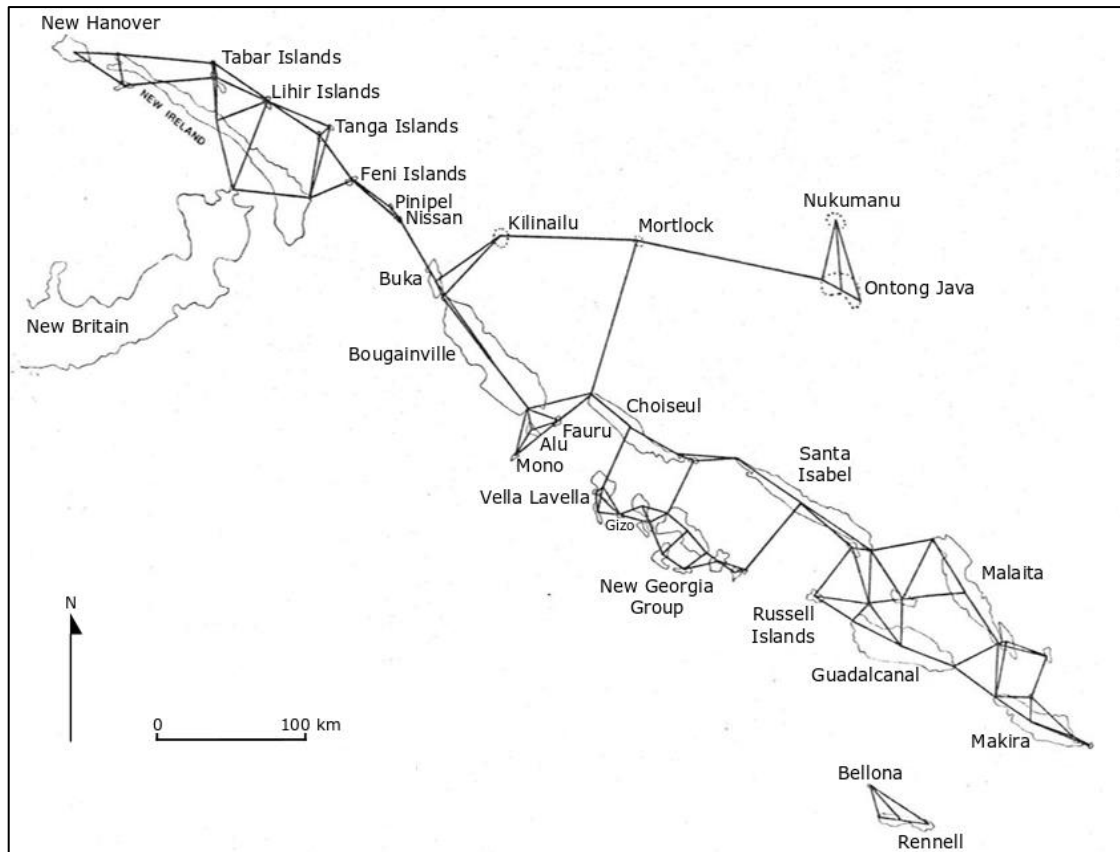 New Hanover
Tabar Islands
Lihir Islands
NEW IRELAND
Tanga Islands
Feni Islands
Pinipel
Nissan
Kilinailu
Mortlock
Nukumanu
Buka
Ontong Java
New Britain
Bougainville
Choiseul
Fauru
Alu
Mono
Santa
Isabel
Vella Lavella
Gizo
Malaita
New Georgia
Group
N
Russell
Islands
Guadalcanal
0 100 km
Makira
Bellona
Rennell